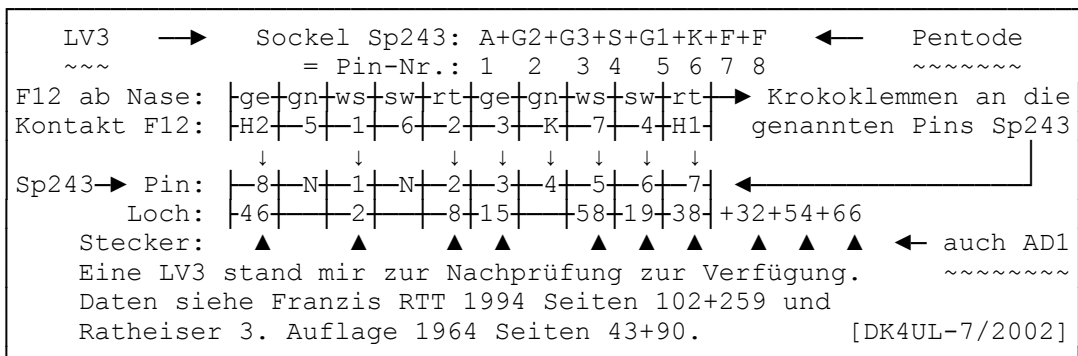 LV3 ──► Sockel Sp243: A+G2+G3+S+G1+K+F+F ◄── Pentode
~~~ = Pin-Nr.: 1 2 3 4 5 6 7 8 ~~~~~~~
F12 ab Nase: ├ge┼gn┼ws┼sw┼rt┼ge┼gn┼ws┼sw┼rt┼─► Krokoklemmen an die
Kontakt F12: ├H2┼─5┼─1┼─6┼─2┼─3┼─K┼─7┼─4┼H1┤ genannten Pins Sp243
↓ ↓ ↓ ↓ ↓ ↓ ↓ ↓
Sp243─► Pin: ├─8┼─N┼─1┼─N┼─2┼─3┼─4┼─5┼─6┼─7┤ ◄
Loch: ├46┼──┼─2┼──┼─8┼15┼──┼58┼19┼38┤ +32+54+66
Stecker: ▲ ▲ ▲ ▲ ▲ ▲ ▲ ▲ ▲ ▲ ◄─ auch AD1
Eine LV3 stand mir zur Nachprüfung zur Verfügung. ~~~~~~~~
Daten siehe Franzis RTT 1994 Seiten 102+259 und
Ratheiser 3. Auflage 1964 Seiten 43+90. [DK4UL-7/2002]